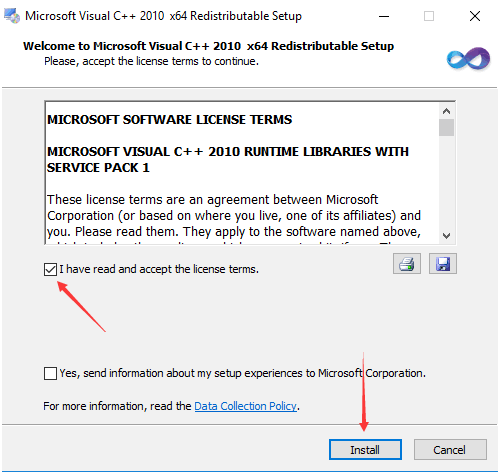 Microsoft Visual C++ 2010 x64 Redistributable Setup
Welcome to Microsoft Visual C++ 2010 x64 Redistributable Setup
Please, accept the license terms to continue.
MICROSOFT SOFTWARE LICENSE TERMS
MICROSOFT VISUAL C++ 2010 RUNTIME LIBRARIES WITH
SERVICE PACK 1
These license terms are an agreement between Microsoft
Corporation (or based on where you live, one of its affiliates) and
you. Please read them. They apply to the software named above,
I have read and accept the license terms.
Yes, send information about my setup experiences to Microsoft Corporation.
For more information, read the Data Collection Policy.
Install
Cancel